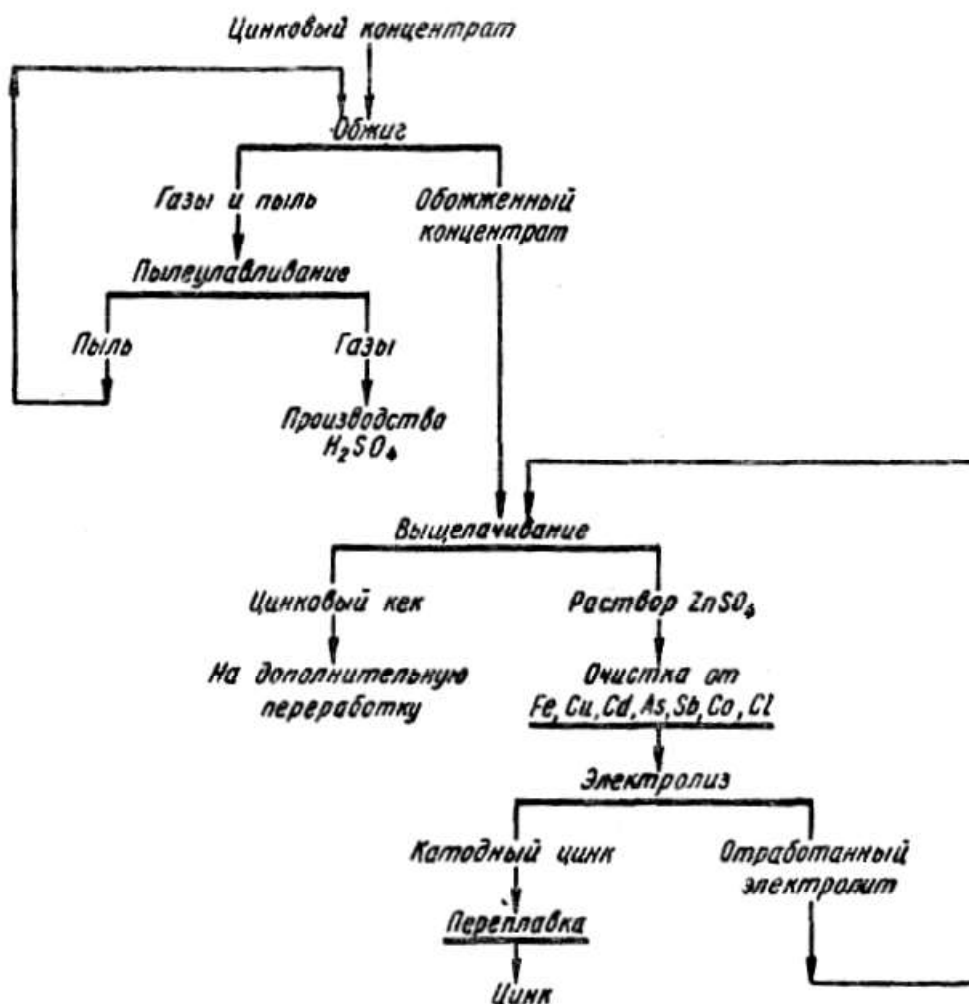 Цинковый концентрат
Обжиг
Газы и пыль
Обожженный
концентрат
Пылеулавливание
Пыль
Газы
Производство
H₂SO₄
Выщелачивание
Цинковый кек
Раствор ZnSO₄
На дополнительную
переработку
Очистка от
Fe, Cu, Cd, As, Sb, Co, Cl
Электролиз
Катодный цинк
Отработанный
электролит
Переплавка
Цинк